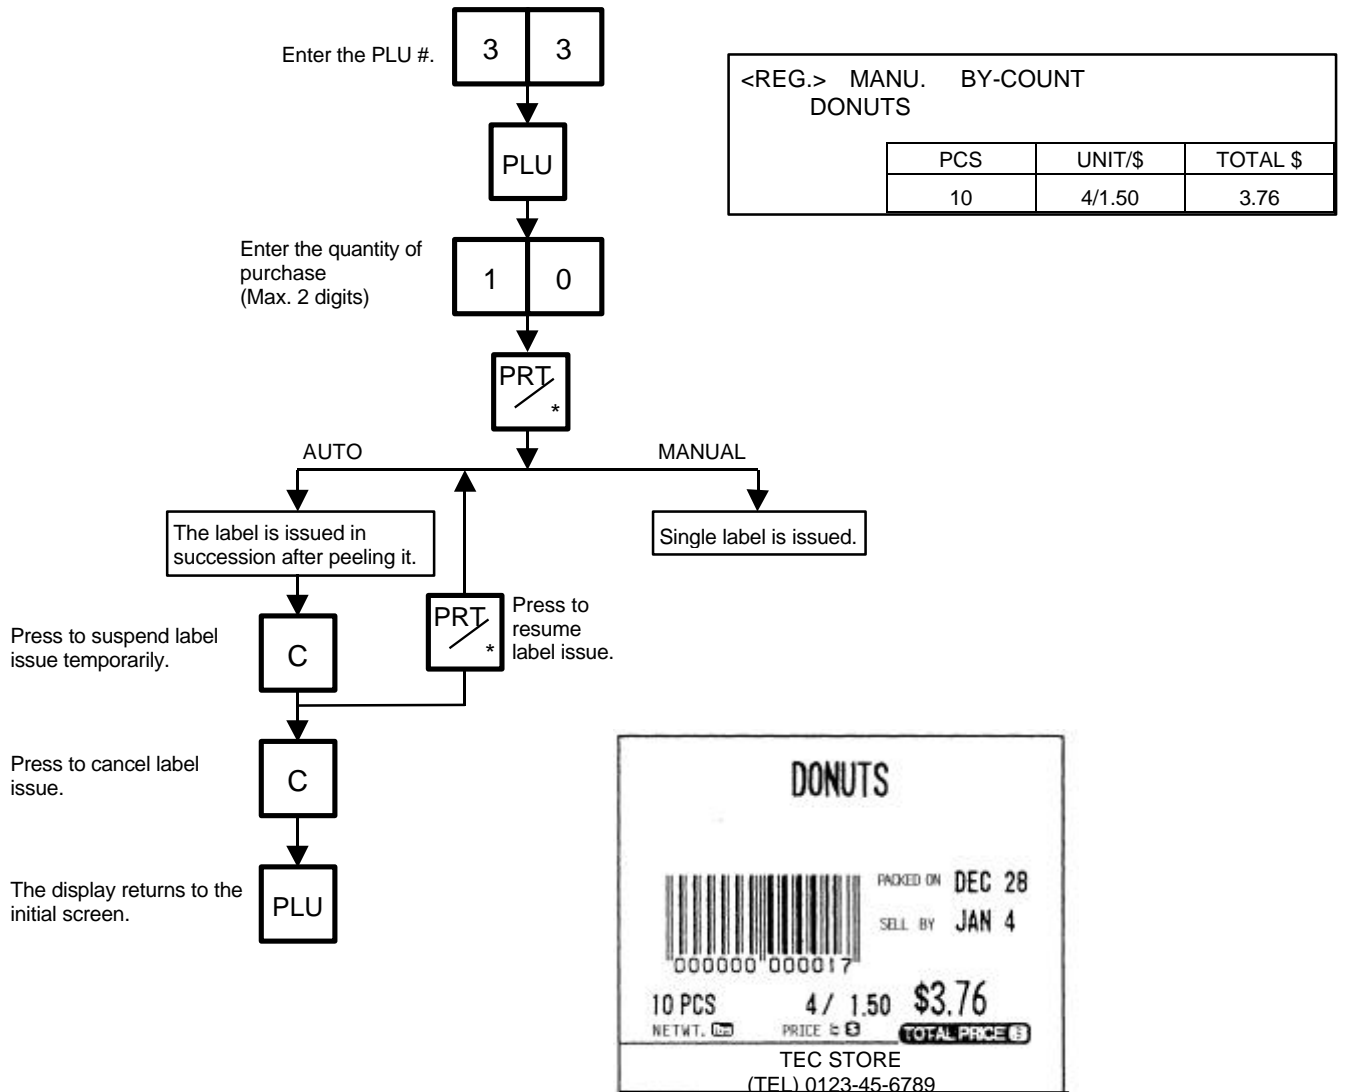 Enter the PLU #.
3 3
PLU
<REG.> MANU. BY-COUNT
DONUTS
PCS UNIT/$ TOTAL $
10 4/1.50 3.76
Enter the quantity of
purchase
(Max. 2 digits)
1 0
PRT
*
AUTO MANUAL
The label is issued in
succession after peeling it.
Single label is issued.
Press to suspend label
issue temporarily.
C
PRT
*
Press to
resume
label issue.
Press to cancel label
issue.
C
The display returns to the
initial screen.
PLU
DONUTS
PACKED ON DEC 28
SELL BY JAN 4
000000 000017
10 PCS 4/ 1.50 $3.76
NETWT. PRICE TOTAL PRICE
TEC STORE
(TEL) 0123-45-6789